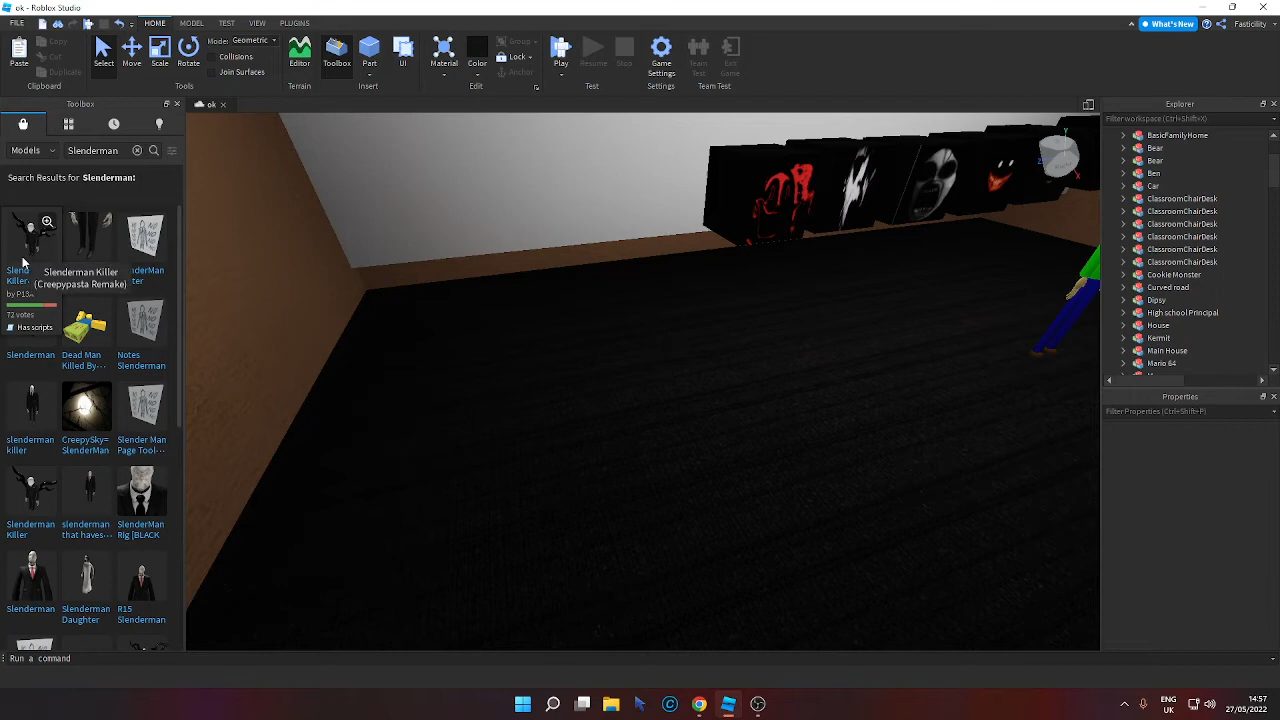 ok - Roblox Studio
FILE HOME MODEL TEST VIEW PLUGINS What's New Fasticility
Paste Copy Cut Duplicate Select Move Scale Rotate Mode: Geometric Collisions Join Surfaces Editor Toolbox Part UI Material Color Group Lock Anchor Play Resume Stop Game Settings Team Test Exit Game
Clipboard Tools Terrain Insert Edit Test Settings Team Test
Toolbox
ok
Explorer
Filter workspace (Ctrl+Shift+X)
Models Slenderman
Search Results for Slenderman:
Slend
Killer
Slenderman Killer
(Creepypasta Remake)
by P18A
72 votes
Has scripts
Slenderman
Dead Man
Killed By...
Notes
Slenderman
slenderman
killer
CreepySky=
SlenderMan
Slender Man
Page Tool...
Slenderman
Killer
slenderman
that haves...
SlenderMan
Rig [BLACK
Slenderman
Slenderman
Daughter
R15
Slenderman
BasicFamilyHome
Bear
Bear
Ben
Car
ClassroomChairDesk
ClassroomChairDesk
ClassroomChairDesk
ClassroomChairDesk
ClassroomChairDesk
Cookie Monster
Curved road
Dipsy
High school Principal
House
Kermit
Main House
Mario 64
Properties
Filter Properties (Ctrl+Shift+P)
Run a command
ENG
UK
14:57
27/05/2022